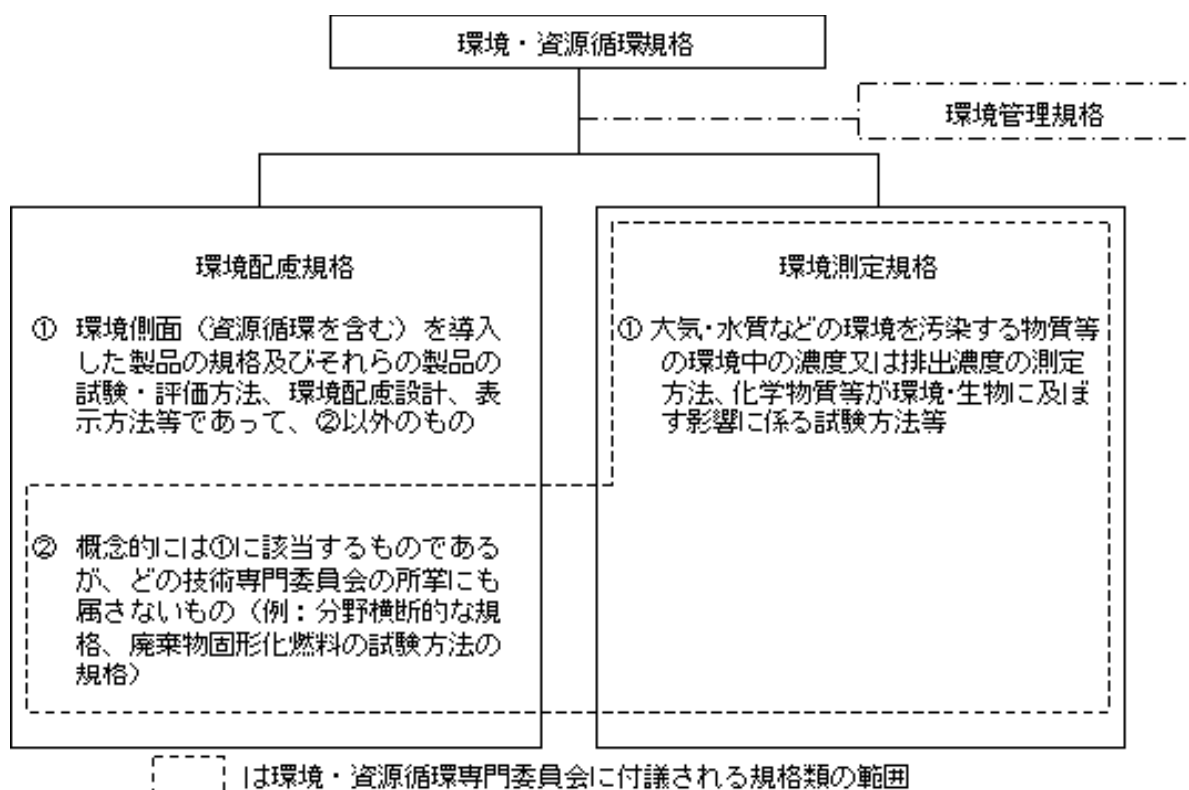 環境・資源循環規格
環境管理規格
環境配慮規格
① 環境側面（資源循環を含む）を導入
した製品の規格及びそれらの製品の
試験・評価方法、環境配慮設計、表
示方法等であって、②以外のもの
② 概念的には①に該当するものである
が、どの技術専門委員会の所掌にも
属さないもの（例：分野横断的な規
格、廃棄物固形化燃料の試験方法の
規格）
環境測定規格
① 大気・水質などの環境を汚染する物質等
の環境中の濃度又は排出濃度の測定
方法、化学物質等が環境・生物に及ぼ
す影響に係る試験方法等
は環境・資源循環専門委員会に付議される規格類の範囲